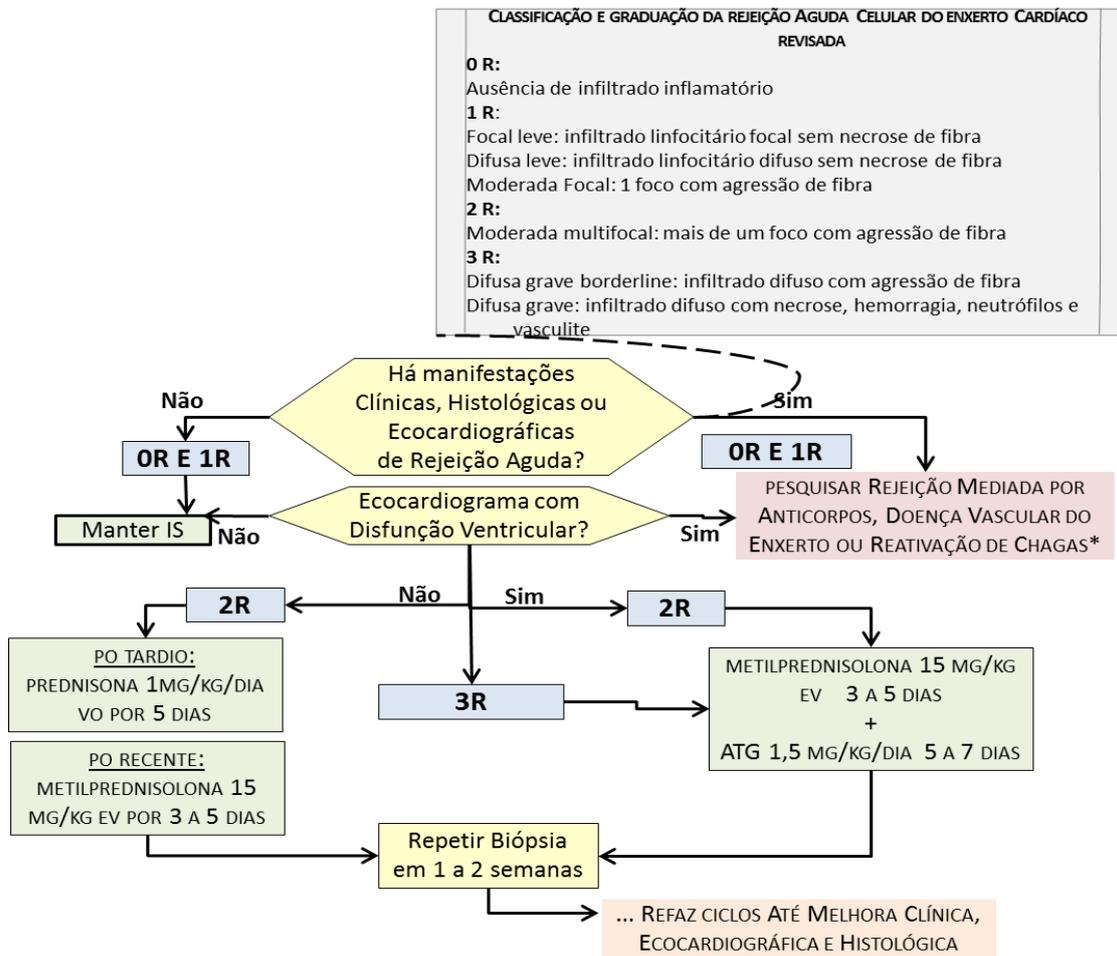 CLASSIFICAÇÃO E GRADUAÇÃO DA REJEIÇÃO AGUDA CELULAR DO ENXERTO CARDÍACO
REVISADA
0 R:
Ausência de infiltrado inflamatório
1 R:
Focal leve: infiltrado linfocitário focal sem necrose de fibra
Difusa leve: infiltrado linfocitário difuso sem necrose de fibra
Moderada Focal: 1 foco com agressão de fibra
2 R:
Moderada multifocal: mais de um foco com agressão de fibra
3 R:
Difusa grave borderline: infiltrado difuso com agressão de fibra
Difusa grave: infiltrado difuso com necrose, hemorragia, neutrófilos e
vasculite
Há manifestações
Clínicas, Histológicas ou
Ecocardiográficas
de Rejeição Aguda?
Não
Sim
0R E 1R
0R E 1R
Manter IS
Não
Ecocardiograma com
Disfunção Ventricular?
Sim
PESQUISAR REJEIÇÃO MEDIADA POR
ANTICORPOS, DOENÇA VASCULAR DO
ENXERTO OU REATIVAÇÃO DE CHAGAS*
2R
Não
Sim
2R
PO TARDIO:
PREDNISONA 1MG/KG/DIA
VO POR 5 DIAS
3R
METILPREDNISOLONA 15 MG/KG
EV 3 A 5 DIAS
+
ATG 1,5 MG/KG/DIA 5 A 7 DIAS
PO RECENTE:
METILPREDNISOLONA 15
MG/KG EV POR 3 A 5 DIAS
Repetir Biópsia
em 1 a 2 semanas
... REFAZ CICLOS ATÉ MELHORA CLÍNICA,
ECOCARDIOGRÁFICA E HISTOLÓGICA